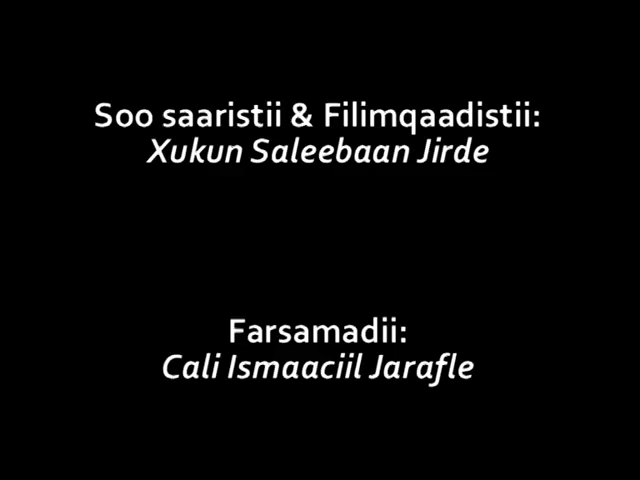 Soo saaristii & Filimqaadistii:
Xukun Saleebaan Jirde
Farsamadii:
Cali Ismaaciil Jarafle